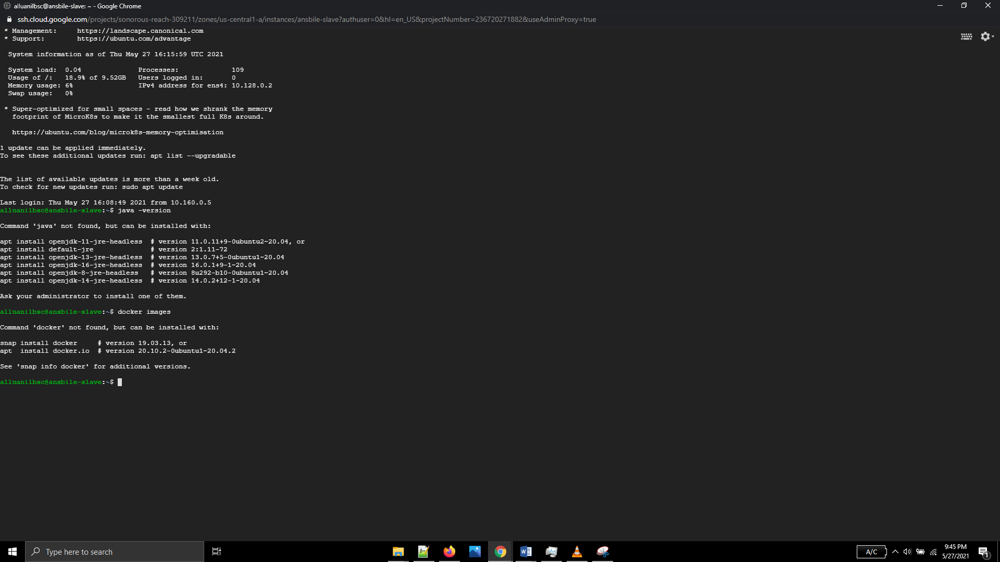 alluanilbsc@ansbile-slave: ~ - Google Chrome
ssh.cloud.google.com/projects/sonorous-reach-309211/zones/us-central1-a/instances/ansbile-slave?authuser=0&hl=en_US&projectNumber=236720271882&useAdminProxy=true
* Management:     https://landscape.canonical.com
* Support:        https://ubuntu.com/advantage
System information as of Thu May 27 16:15:59 UTC 2021
System load:  0.04              Processes:             109
Usage of /:   18.9% of 9.52GB   Users logged in:       0
Memory usage: 6%                IPv4 address for ens4: 10.128.0.2
Swap usage:   0%
* Super-optimized for small spaces - read how we shrank the memory
footprint of MicroK8s to make it the smallest full K8s around.
https://ubuntu.com/blog/microk8s-memory-optimisation
1 update can be applied immediately.
To see these additional updates run: apt list --upgradable
The list of available updates is more than a week old.
To check for new updates run: sudo apt update
Last login: Thu May 27 16:08:49 2021 from 10.160.0.5
alluanilbsc@ansbile-slave:~$ java -version
Command 'java' not found, but can be installed with:
apt install openjdk-11-jre-headless  # version 11.0.11+9-0ubuntu2~20.04, or
apt install default-jre              # version 2:1.11-72
apt install openjdk-13-jre-headless  # version 13.0.7+5-0ubuntu1~20.04
apt install openjdk-16-jre-headless  # version 16.0.1+9-1~20.04
apt install openjdk-8-jre-headless   # version 8u292-b10-0ubuntu1~20.04
apt install openjdk-14-jre-headless  # version 14.0.2+12-1~20.04
Ask your administrator to install one of them.
alluanilbsc@ansbile-slave:~$ docker images
Command 'docker' not found, but can be installed with:
snap install docker     # version 19.03.13, or
apt  install docker.io  # version 20.10.2-0ubuntu1~20.04.2
See 'snap info docker' for additional versions.
alluanilbsc@ansbile-slave:~$
Type here to search
A/C
9:45 PM
5/27/2021
1